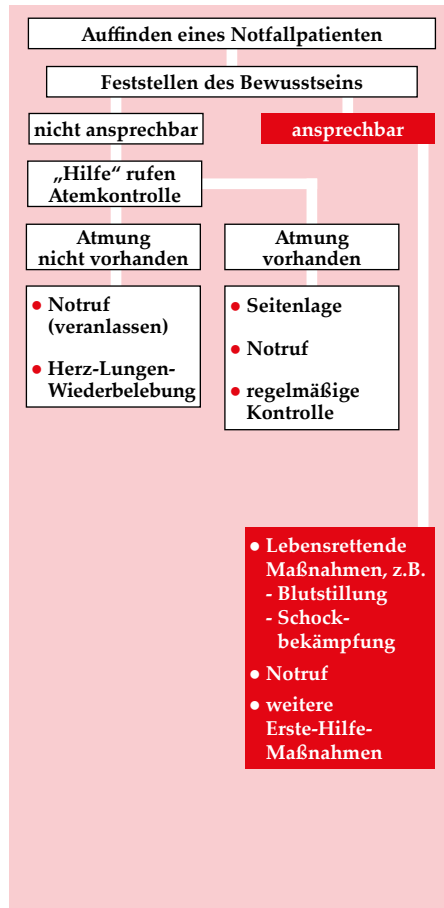 Auffinden eines Notfallpatienten
Feststellen des Bewusstseins
nicht ansprechbar
ansprechbar
„Hilfe“ rufen
Atemkontrolle
Atmung
nicht vorhanden
Atmung
vorhanden
● Notruf
(veranlassen)
● Herz-Lungen-
Wiederbelebung
● Seitenlage
● Notruf
● regelmäßige
Kontrolle
● Lebensrettende
Maßnahmen, z.B.
- Blutstillung
- Schock-
bekämpfung
● Notruf
● weitere
Erste-Hilfe-
Maßnahmen